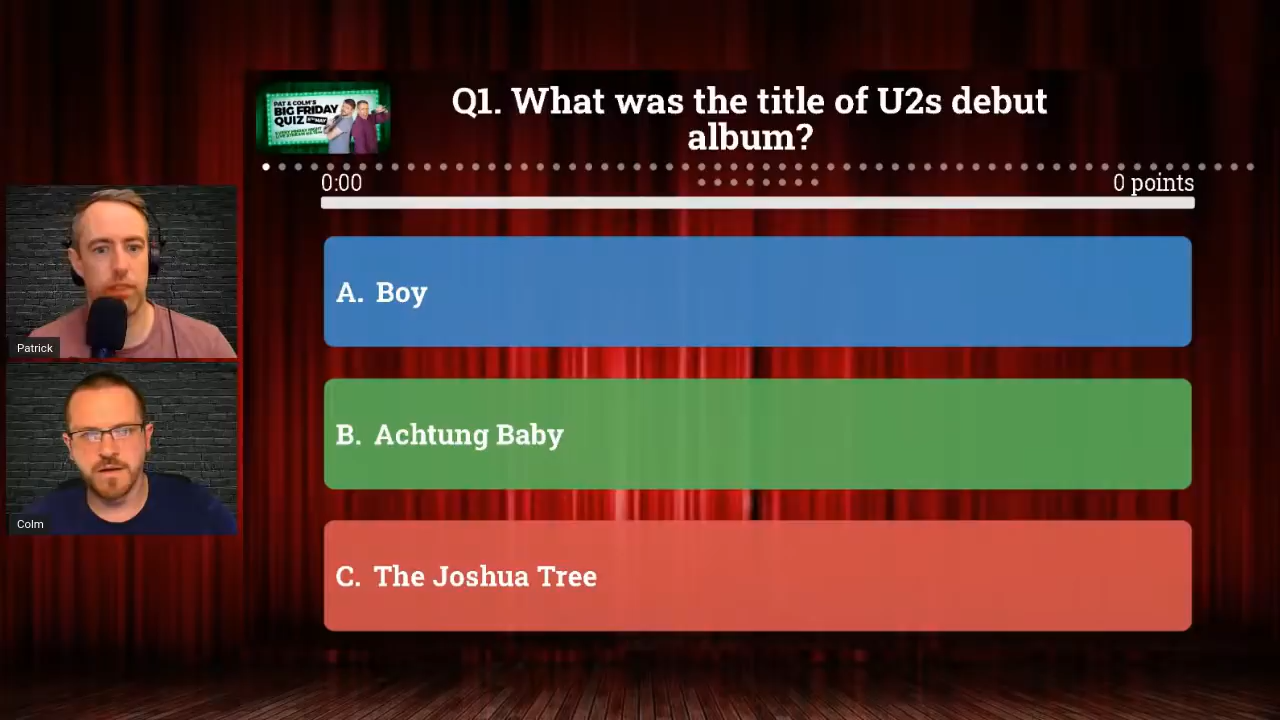 PAT & COLM'S
BIG FRIDAY
QUIZ
Q1. What was the title of U2s debut
album?
0:00
0 points
A. Boy
B. Achtung Baby
C. The Joshua Tree
Patrick
Colm